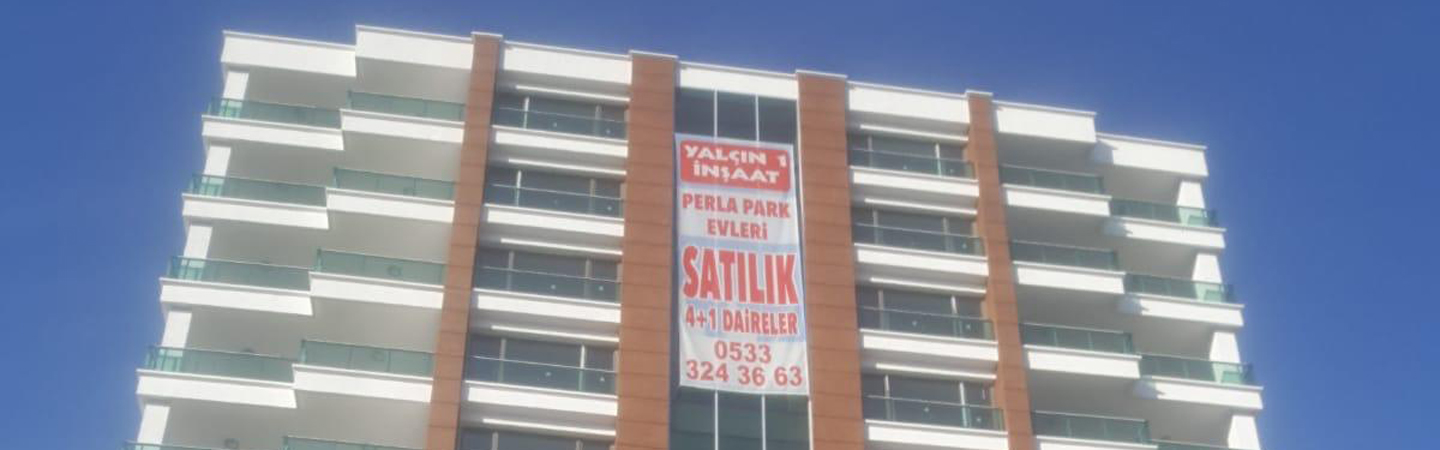 YALÇIN 1
İNŞAAT
PERLA PARK
EVLERİ
SATILIK
4+1 DAİRELER
0533
324 36 63